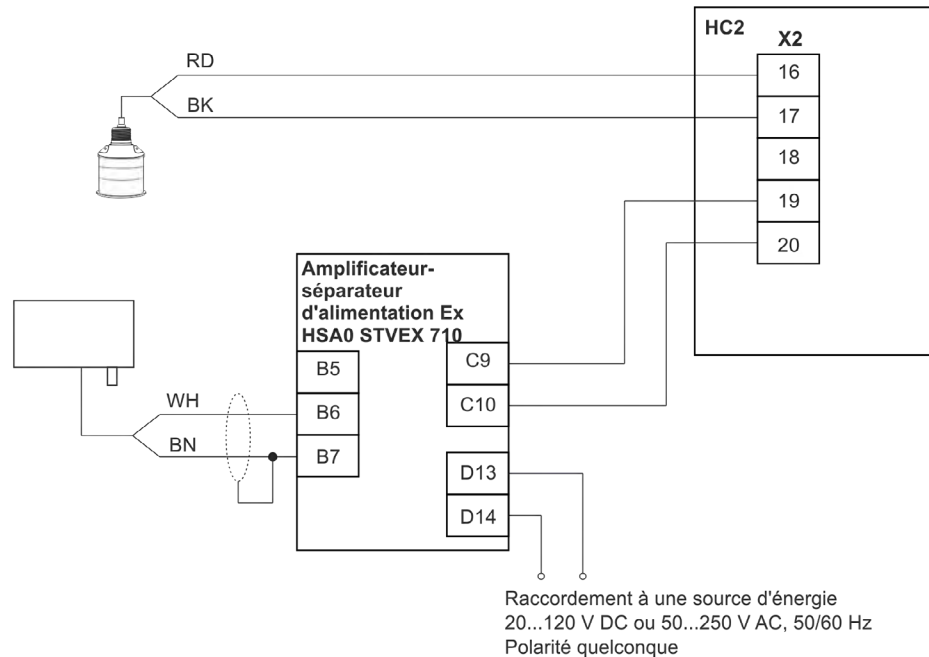 HC2
X2
RD
16
BK
17
18
19
20
Amplificateur-
séparateur
d'alimentation Ex
HSA0 STVEX 710
B5
C9
WH
B6
C10
BN
B7
D13
D14
Raccordement à une source d'énergie
20...120 V DC ou 50...250 V AC, 50/60 Hz
Polarité quelconque